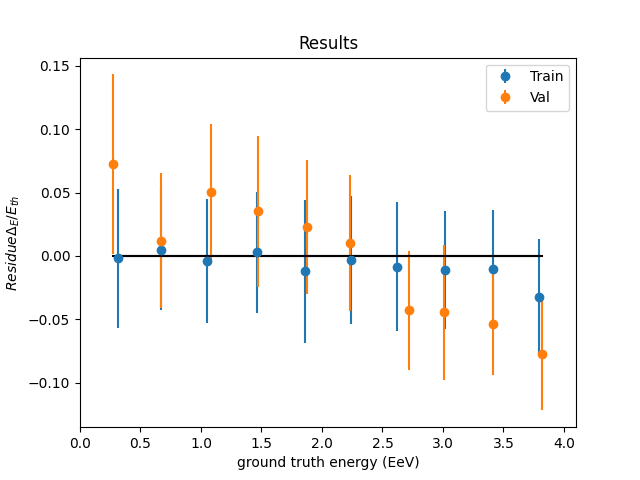 Results
0.15
0.10
0.05
0.00
−0.05
−0.10
Residue Δ_E/E_th
Train
Val
0.0 0.5 1.0 1.5 2.0 2.5 3.0 3.5 4.0
ground truth energy (EeV)